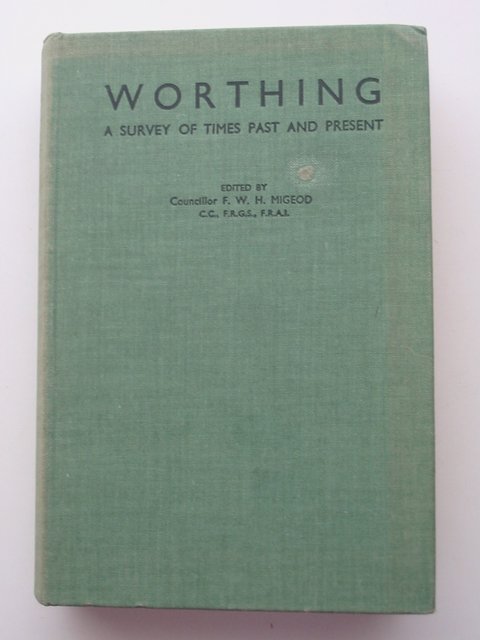 WORTHING
A SURVEY OF TIMES PAST AND PRESENT
EDITED BY
Councillor F. W. H. MIGEOD
C.C., F.R.G.S., F.R.A.I.